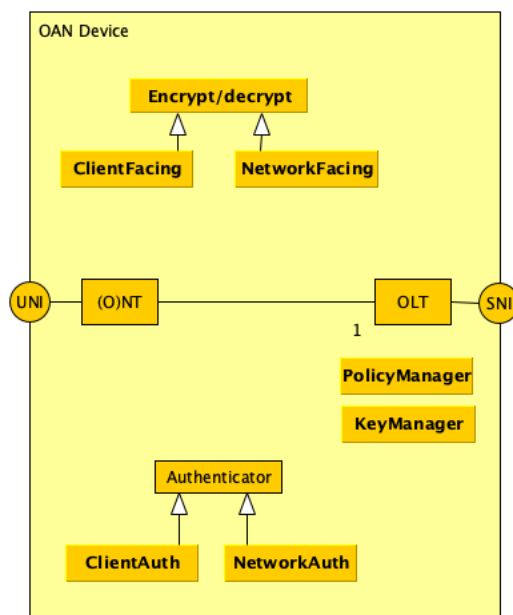 OAN Device
Encrypt/decrypt
ClientFacing
NetworkFacing
UNI
(O)NT
OLT
SNI
1
PolicyManager
KeyManager
Authenticator
ClientAuth
NetworkAuth